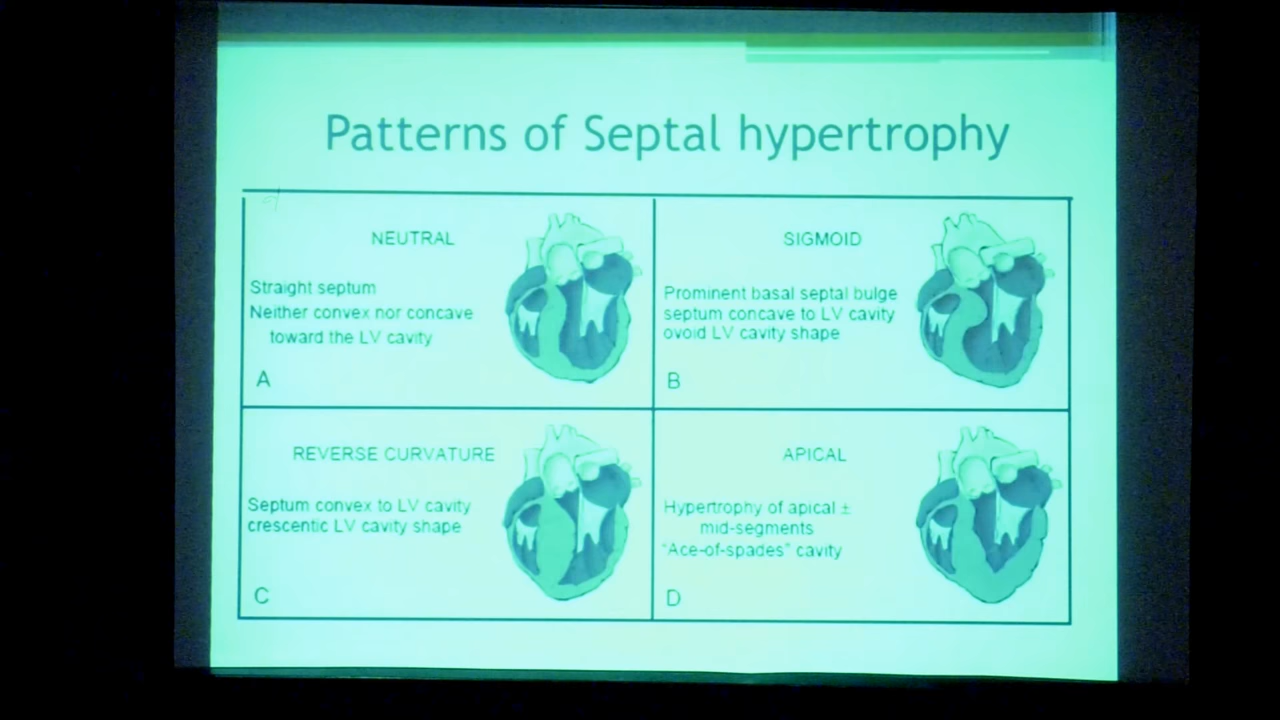 Patterns of Septal hypertrophy
NEUTRAL
Straight septum
Neither convex nor concave
toward the LV cavity
A
SIGMOID
Prominent basal septal bulge
septum concave to LV cavity
ovoid LV cavity shape
B
REVERSE CURVATURE
Septum convex to LV cavity
crescentic LV cavity shape
C
APICAL
Hypertrophy of apical ±
mid-segments
"Ace-of-spades" cavity
D